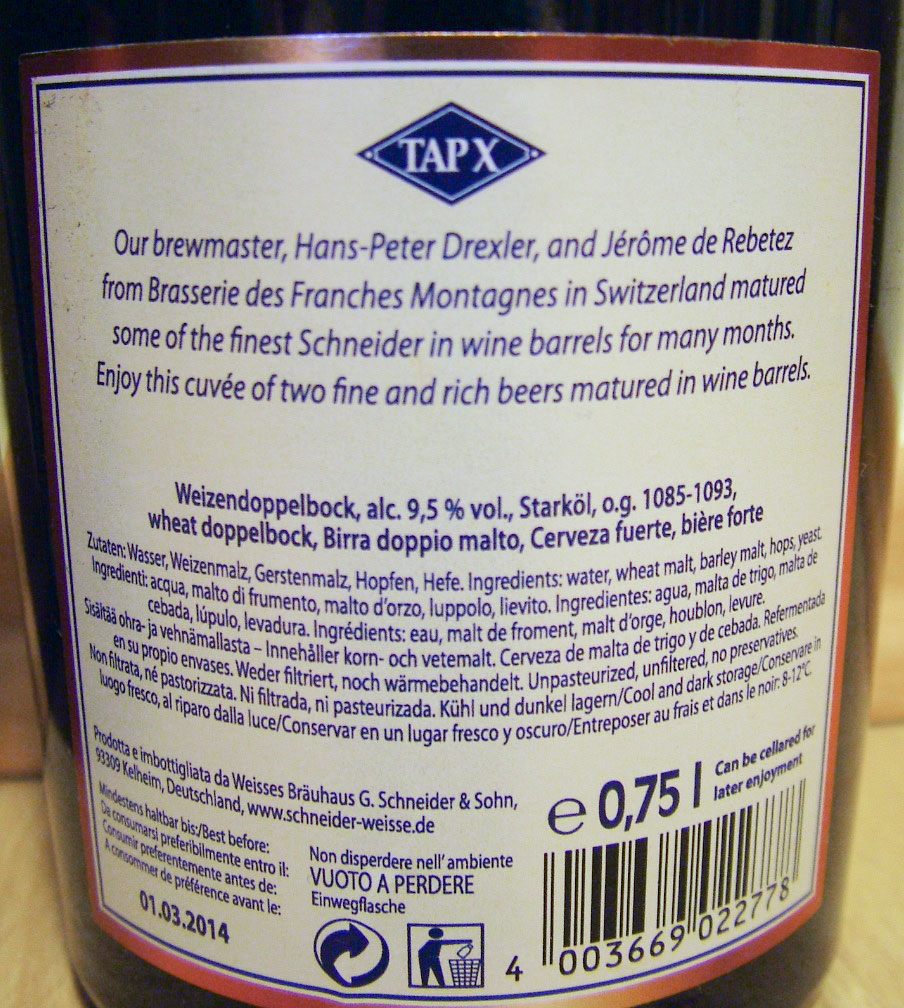 TAP X
Our brewmaster, Hans-Peter Drexler, and Jérôme de Rebetez
from Brasserie des Franches Montagnes in Switzerland matured
some of the finest Schneider in wine barrels for many months.
Enjoy this cuvée of two fine and rich beers matured in wine barrels.
Weizendoppelbock, alc. 9,5 % vol., Starköl, o.g. 1085-1093,
wheat doppelbock, Birra doppio malto, Cerveza fuerte, bière forte
Zutaten: Wasser, Weizenmalz, Gerstenmalz, Hopfen, Hefe. Ingredients: water, wheat malt, barley malt, hops, yeast.
Ingredienti: acqua, malto di frumento, malto d'orzo, luppolo, lievito. Ingredientes: agua, malta de trigo, malta de
cebada, lúpulo, levadura. Ingrédients: eau, malt de froment, malt d'orge, houblon, levure.
Sisältää ohra- ja vehnämallasta – Innehåller korn- och vetemalt. Cerveza de malta de trigo y de cebada. Refermentada
en su propio envases. Weder filtriert, noch wärmebehandelt. Unpasteurized, unfiltered, no preservatives.
Non filtrata, né pastorizzata. Ni filtrada, ni pasteurizada. Kühl und dunkel lagern/Cool and dark storage/Conservare in
luogo fresco, al riparo dalla luce/Conservar en un lugar fresco y oscuro/Entreposer au frais et dans le noir: 8-12°C.
Prodotta e imbottigliata da Weisses Bräuhaus G. Schneider & Sohn,
93309 Kelheim, Deutschland, www.schneider-weisse.de
e 0,75 l
Can be cellared for
later enjoyment
Mindestens haltbar bis:/Best before:
Da consumarsi preferibilmente entro il:
Consumir preferentemente antes de:
A consommer de préférence avant le:
01.03.2014
Non disperdere nell'ambiente
VUOTO A PERDERE
Einwegflasche
4 003669 022778